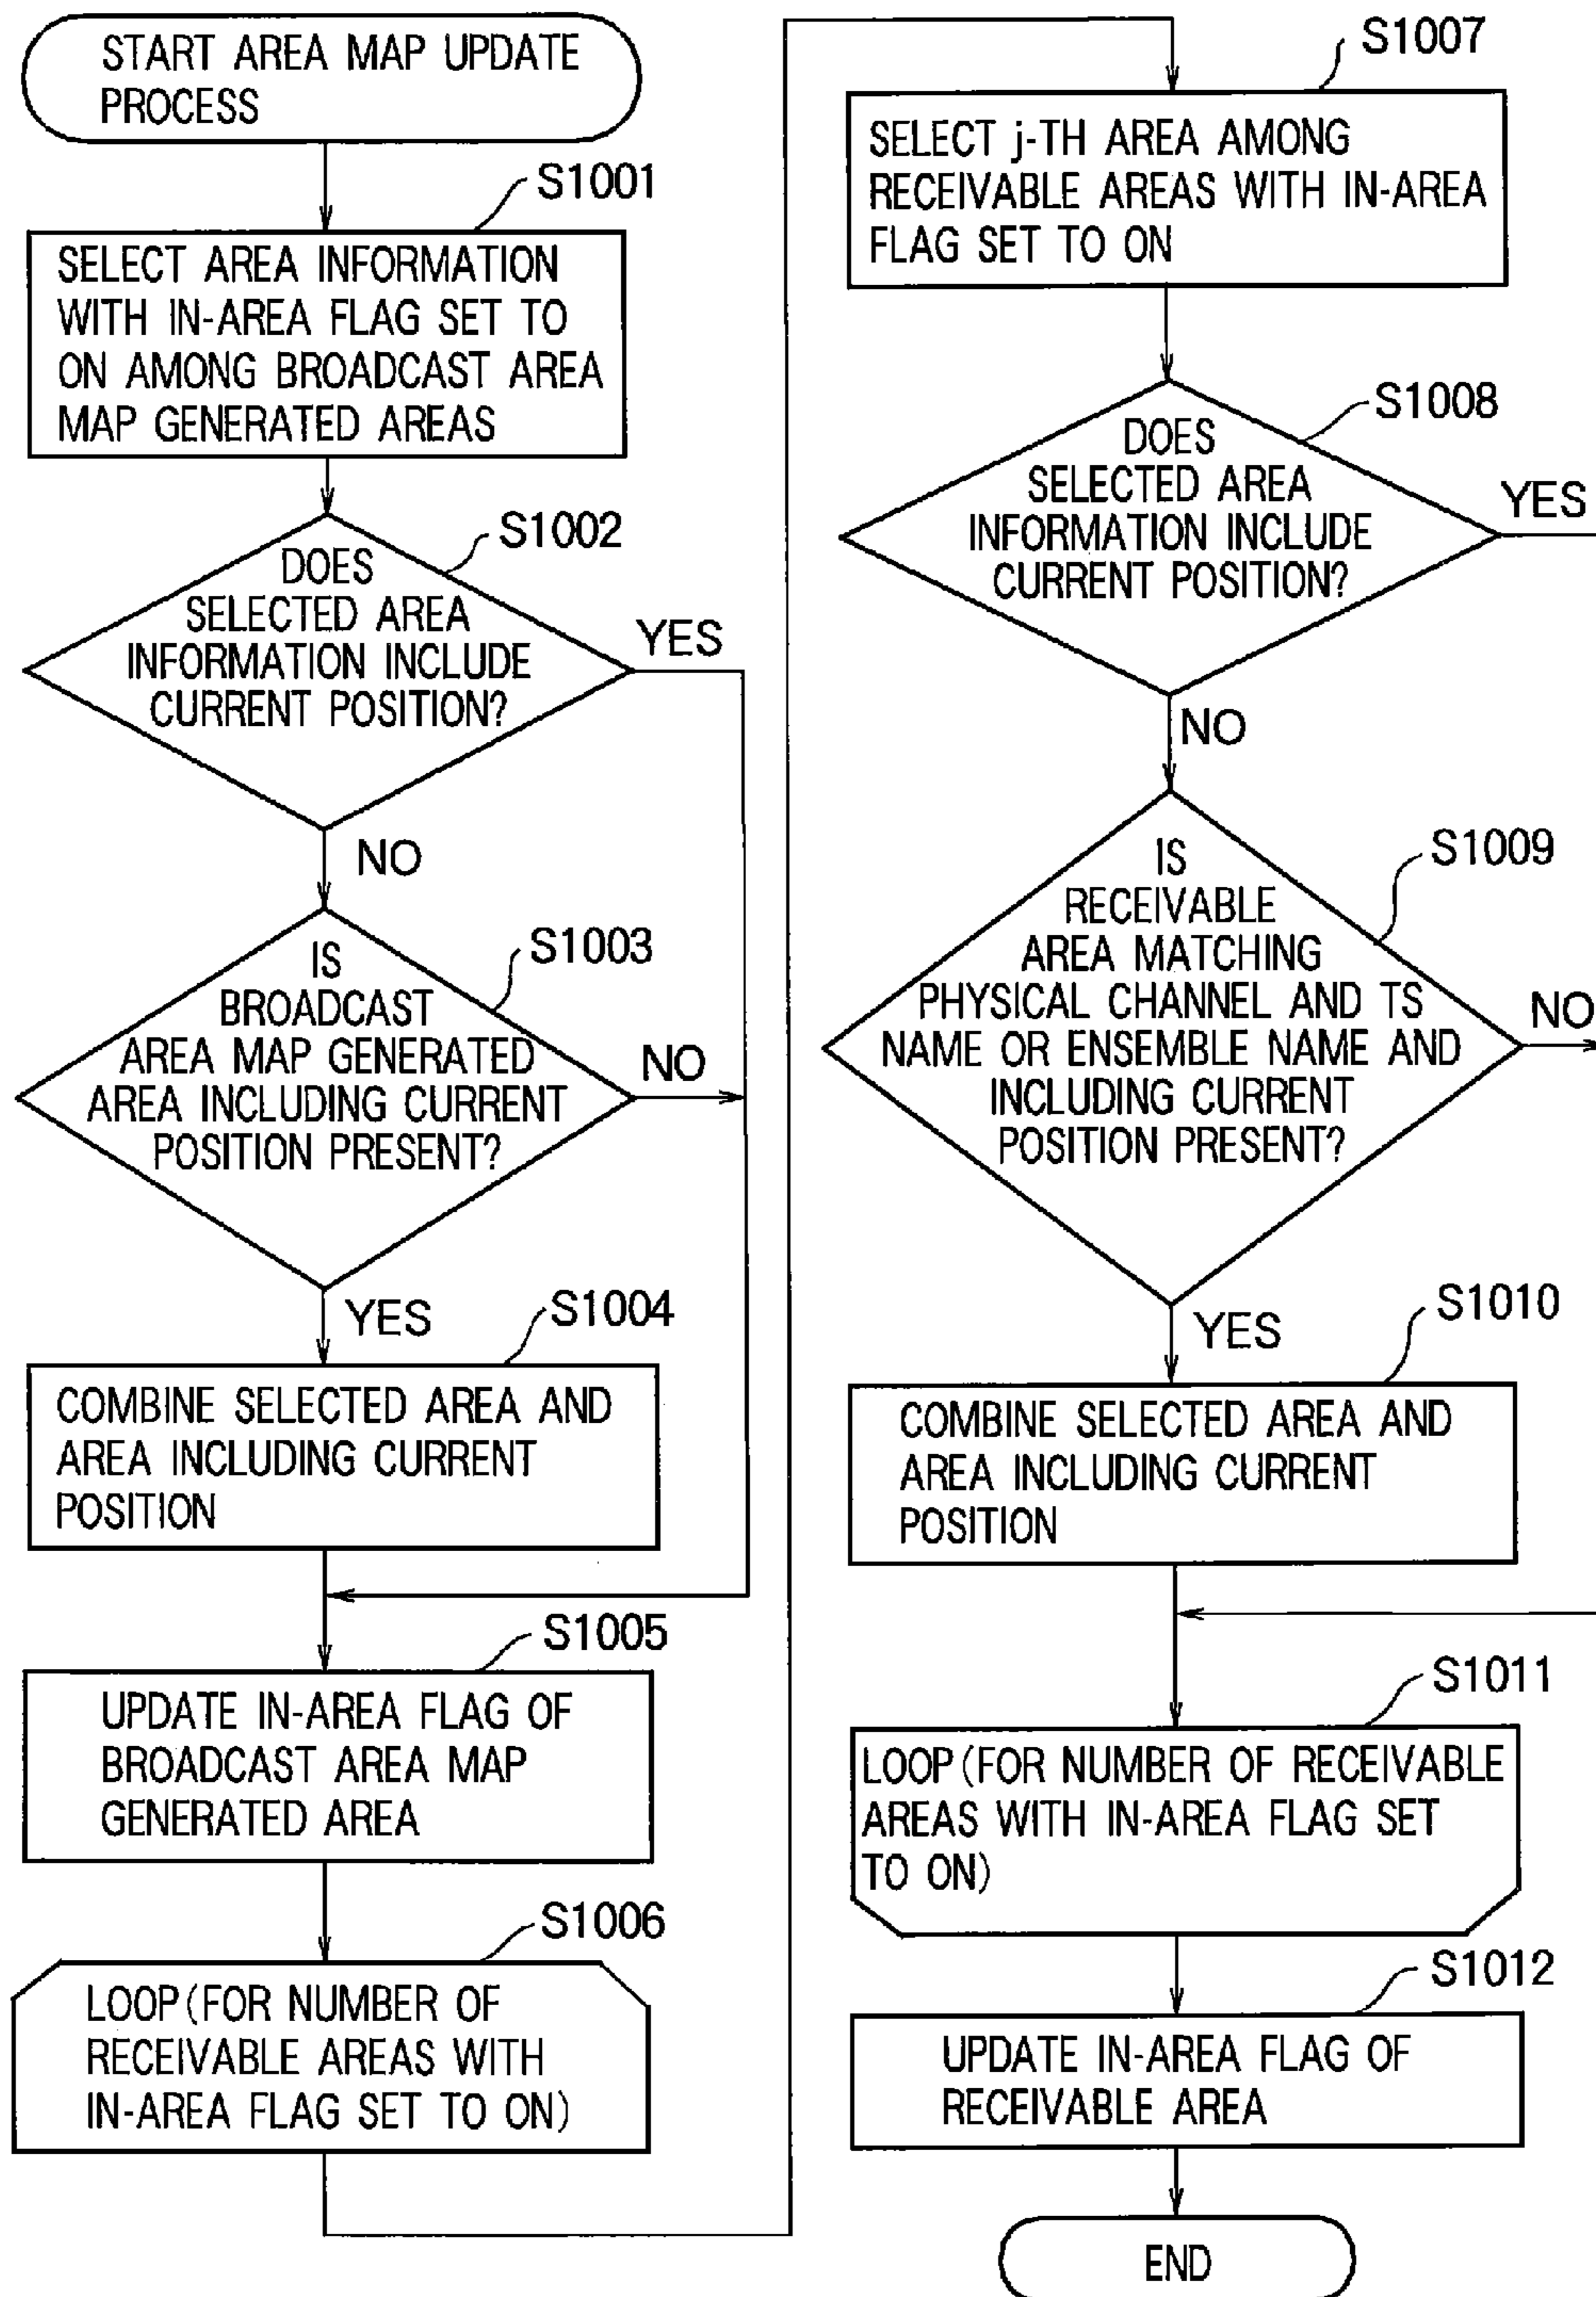 START AREA MAP UPDATE
PROCESS
S1001
SELECT AREA INFORMATION
WITH IN-AREA FLAG SET TO
ON AMONG BROADCAST AREA
MAP GENERATED AREAS
S1002
DOES
SELECTED AREA
INFORMATION INCLUDE
CURRENT POSITION?
YES
NO
S1003
IS
BROADCAST
AREA MAP GENERATED
AREA INCLUDING CURRENT
POSITION PRESENT?
NO
YES
S1004
COMBINE SELECTED AREA AND
AREA INCLUDING CURRENT
POSITION
S1005
UPDATE IN-AREA FLAG OF
BROADCAST AREA MAP
GENERATED AREA
S1006
LOOP(FOR NUMBER OF
RECEIVABLE AREAS WITH
IN-AREA FLAG SET TO ON)
S1007
SELECT j-TH AREA AMONG
RECEIVABLE AREAS WITH IN-AREA
FLAG SET TO ON
S1008
DOES
SELECTED AREA
INFORMATION INCLUDE
CURRENT POSITION?
YES
NO
S1009
IS
RECEIVABLE
AREA MATCHING
PHYSICAL CHANNEL AND TS
NAME OR ENSEMBLE NAME AND
INCLUDING CURRENT
POSITION PRESENT?
NO
YES
S1010
COMBINE SELECTED AREA AND
AREA INCLUDING CURRENT
POSITION
S1011
LOOP(FOR NUMBER OF RECEIVABLE
AREAS WITH IN-AREA FLAG SET
TO ON)
S1012
UPDATE IN-AREA FLAG OF
RECEIVABLE AREA
END